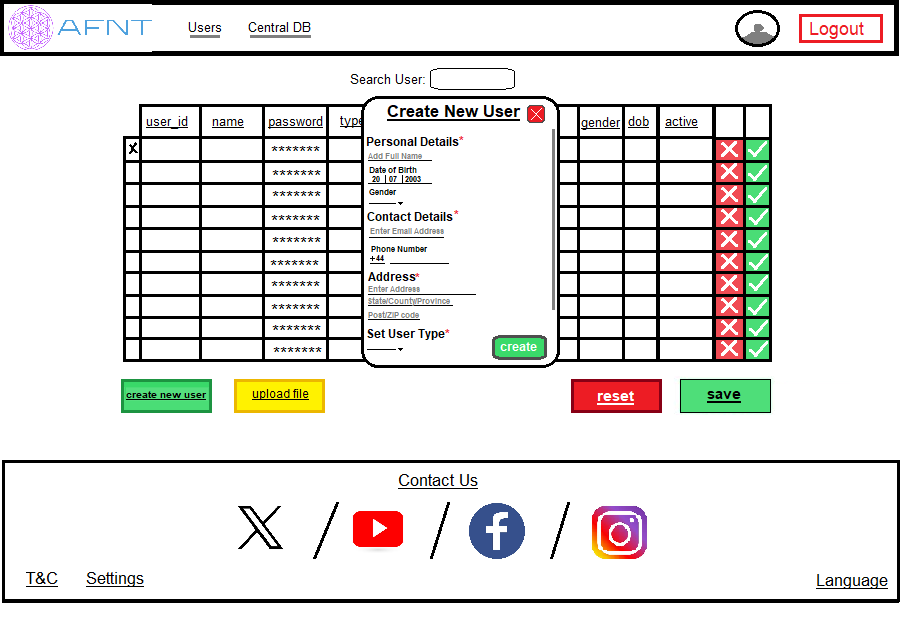 AFNT Users Central DB Logout
Search User:
user_id name password type gender dob active
Create New User
X
Personal Details*
Add Full Name
Date of Birth
20 | 07 | 2003
Gender
Contact Details*
Enter Email Address
Phone Number
+44
Address*
Enter Address
State/County/Province
Post/ZIP code
Set User Type*
create
*******
*******
*******
*******
*******
*******
*******
*******
*******
*******
create new user upload file reset save
Contact Us
T&C Settings Language